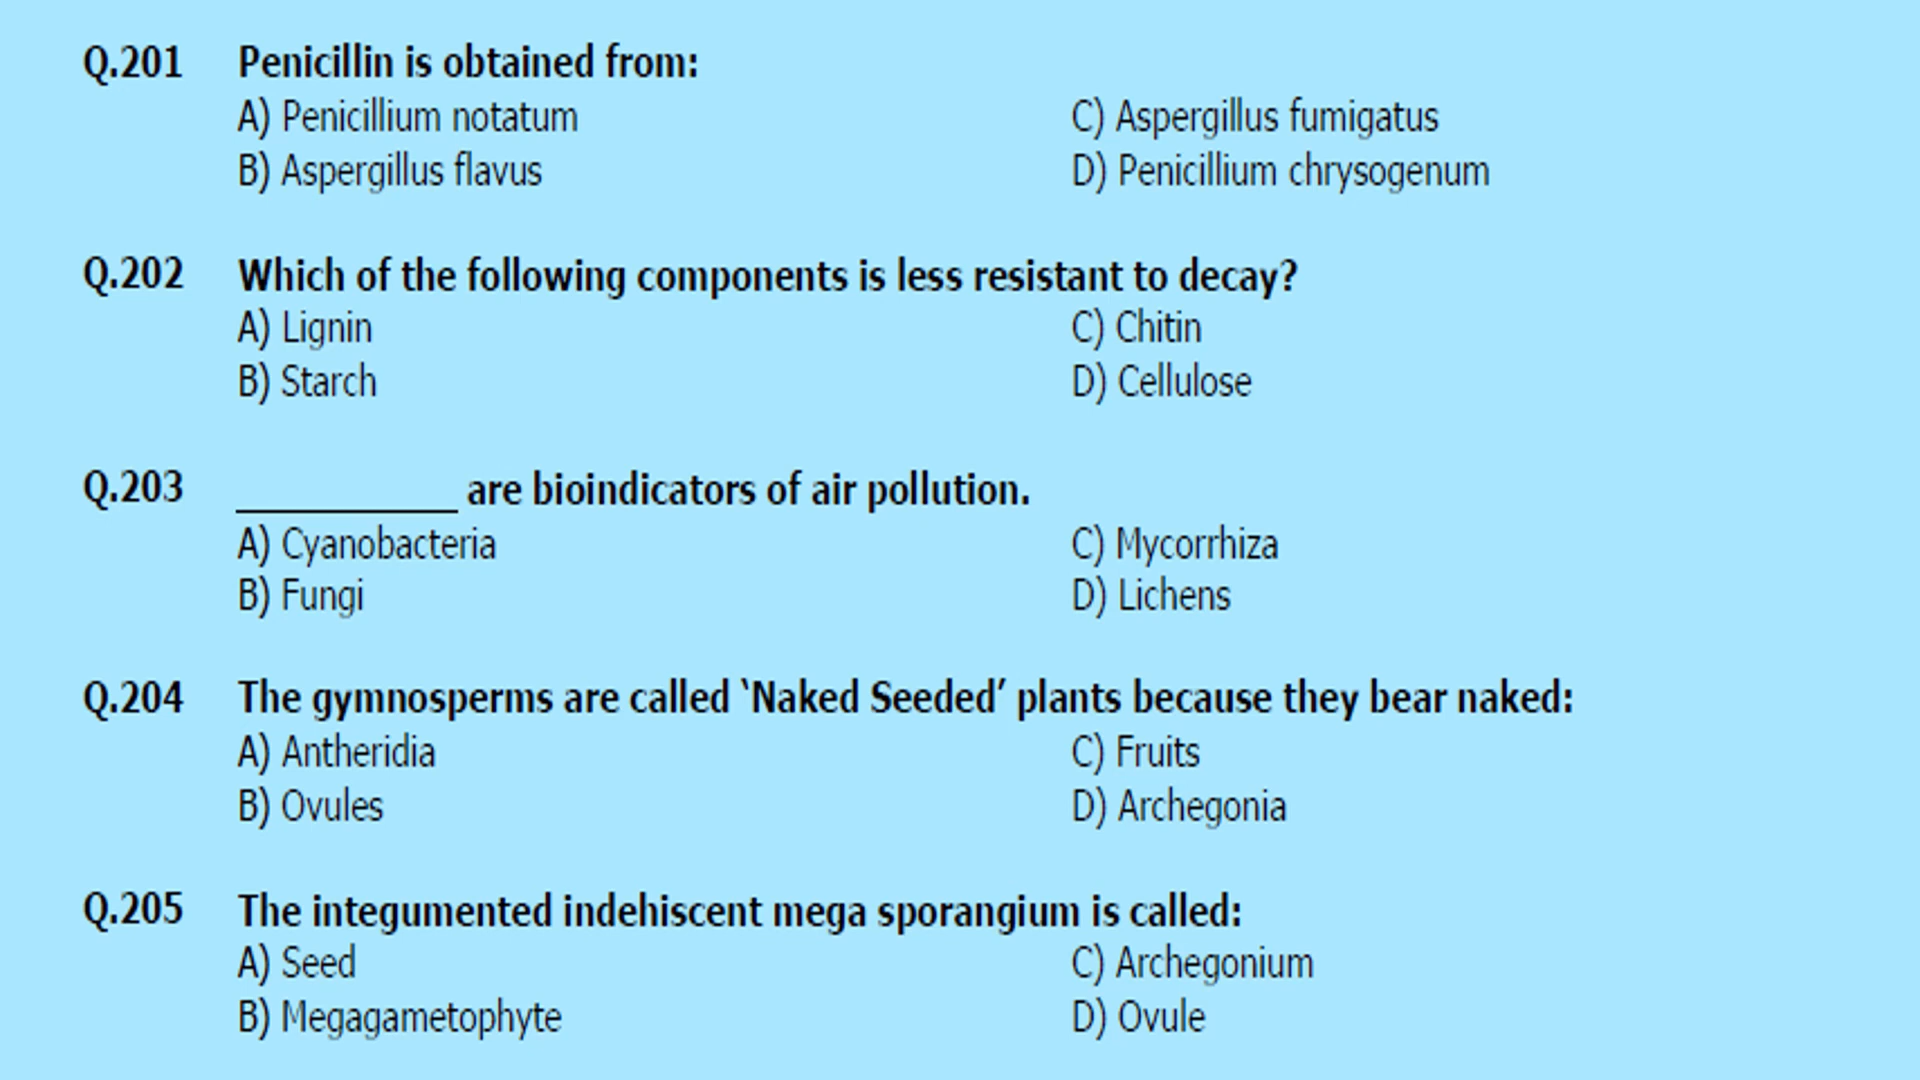 Q.201 Penicillin is obtained from:
A) Penicillium notatum C) Aspergillus fumigatus
B) Aspergillus flavus D) Penicillium chrysogenum
Q.202 Which of the following components is less resistant to decay?
A) Lignin C) Chitin
B) Starch D) Cellulose
Q.203 __________ are bioindicators of air pollution.
A) Cyanobacteria C) Mycorrhiza
B) Fungi D) Lichens
Q.204 The gymnosperms are called ‵Naked Seeded′ plants because they bear naked:
A) Antheridia C) Fruits
B) Ovules D) Archegonia
Q.205 The integumented indehiscent mega sporangium is called:
A) Seed C) Archegonium
B) Megagametophyte D) Ovule